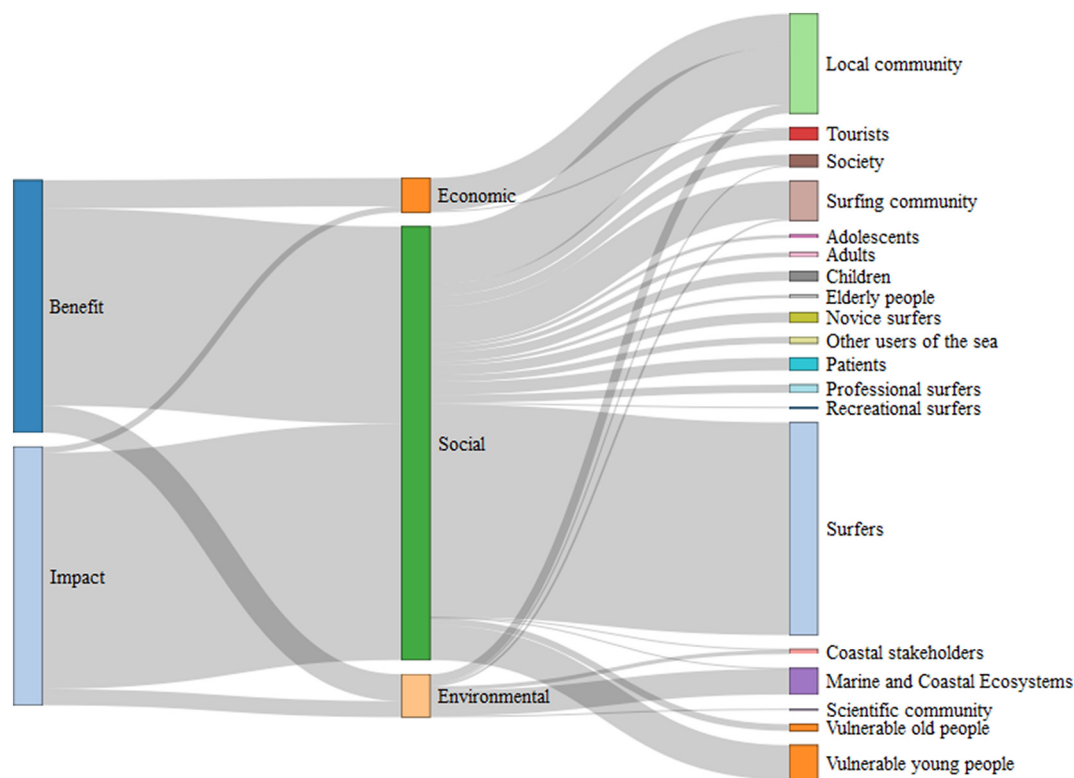 Benefit
Impact
Economic
Social
Environmental
Local community
Tourists
Society
Surfing community
Adolescents
Adults
Children
Elderly people
Novice surfers
Other users of the sea
Patients
Professional surfers
Recreational surfers
Surfers
Coastal stakeholders
Marine and Coastal Ecosystems
Scientific community
Vulnerable old people
Vulnerable young people